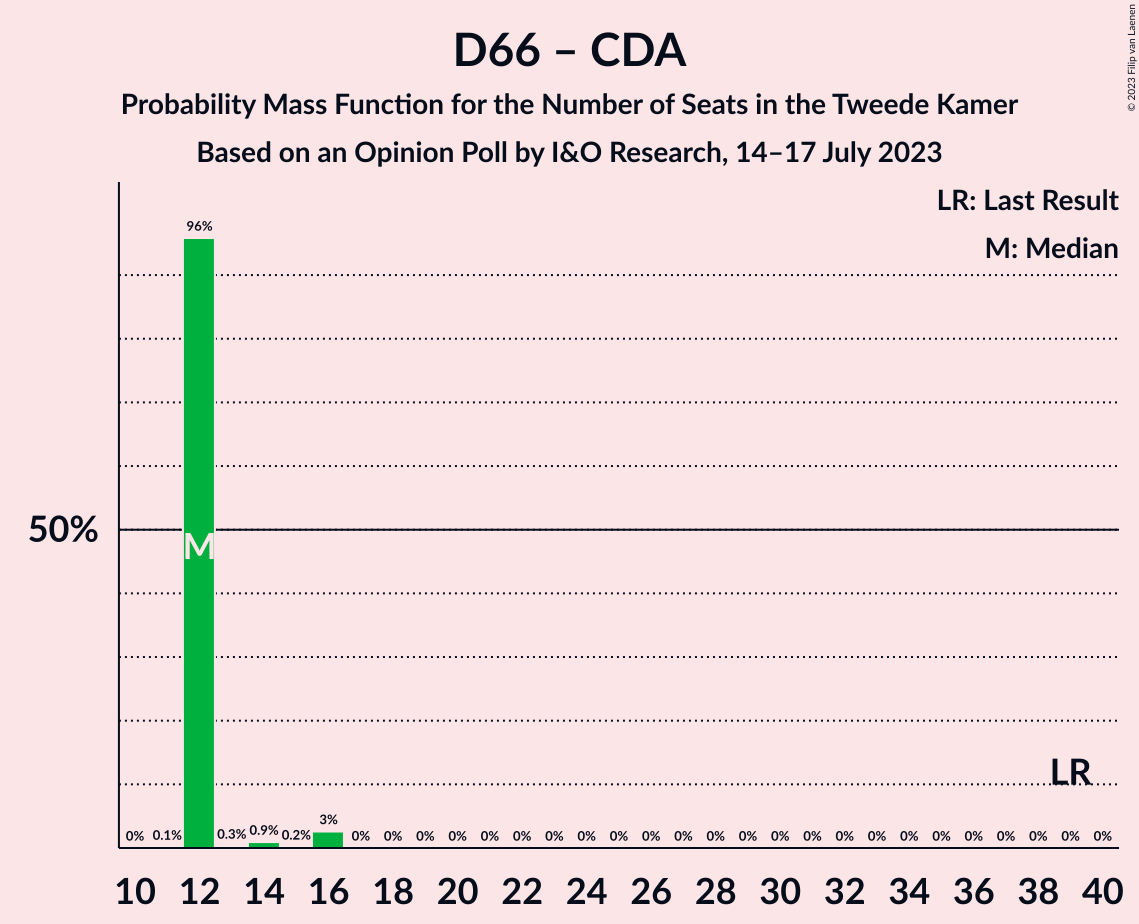 D66 – CDA
Probability Mass Function for the Number of Seats in the Tweede Kamer
Based on an Opinion Poll by I&O Research, 14–17 July 2023
© 2023 Filip van Laenen
LR: Last Result
M: Median
96%
50%
M
LR
0% 0.1% 0.3% 0.9% 0.2% 3% 0% 0% 0% 0% 0% 0% 0% 0% 0% 0% 0% 0% 0% 0% 0% 0% 0% 0% 0% 0% 0% 0% 0% 0%
10 12 14 16 18 20 22 24 26 28 30 32 34 36 38 40